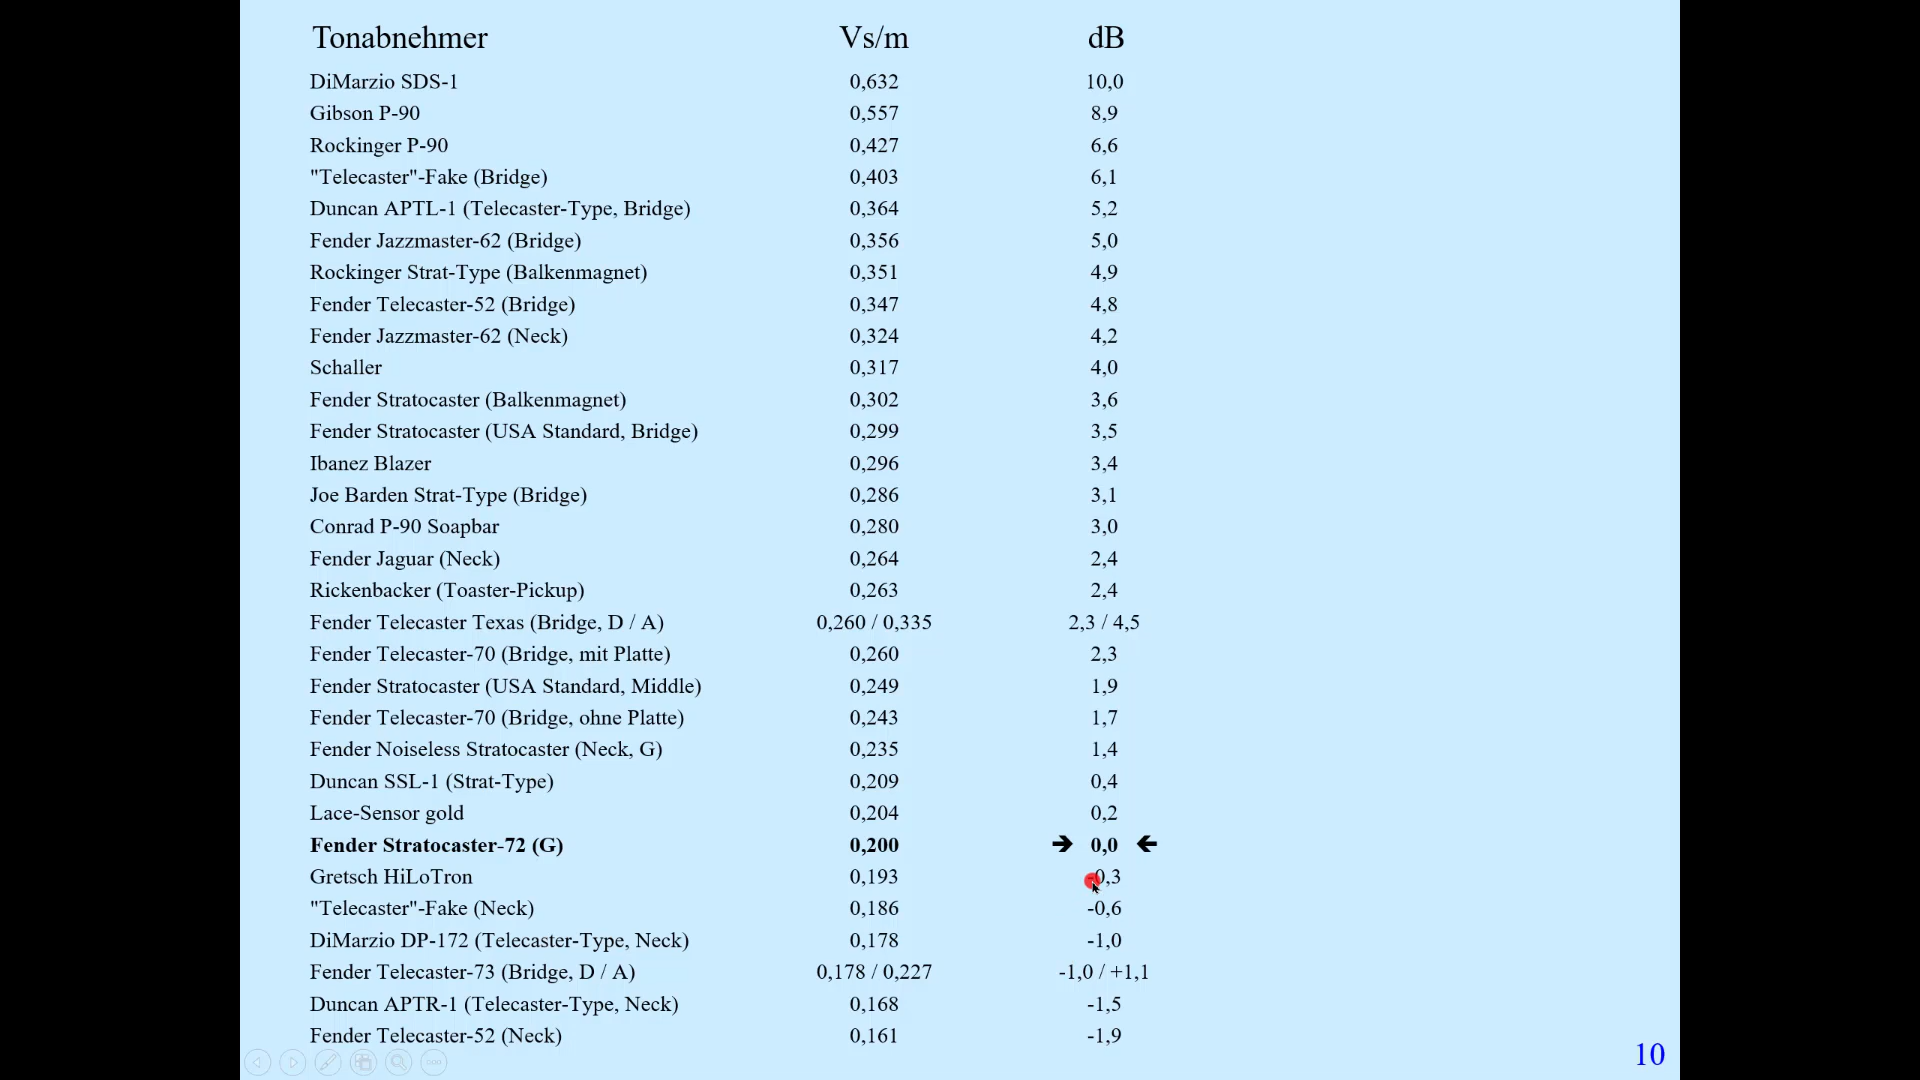 Tonabnehmer Vs/m dB
DiMarzio SDS-1 0,632 10,0
Gibson P-90 0,557 8,9
Rockinger P-90 0,427 6,6
"Telecaster"-Fake (Bridge) 0,403 6,1
Duncan APTL-1 (Telecaster-Type, Bridge) 0,364 5,2
Fender Jazzmaster-62 (Bridge) 0,356 5,0
Rockinger Strat-Type (Balkenmagnet) 0,351 4,9
Fender Telecaster-52 (Bridge) 0,347 4,8
Fender Jazzmaster-62 (Neck) 0,324 4,2
Schaller 0,317 4,0
Fender Stratocaster (Balkenmagnet) 0,302 3,6
Fender Stratocaster (USA Standard, Bridge) 0,299 3,5
Ibanez Blazer 0,296 3,4
Joe Barden Strat-Type (Bridge) 0,286 3,1
Conrad P-90 Soapbar 0,280 3,0
Fender Jaguar (Neck) 0,264 2,4
Rickenbacker (Toaster-Pickup) 0,263 2,4
Fender Telecaster Texas (Bridge, D / A) 0,260 / 0,335 2,3 / 4,5
Fender Telecaster-70 (Bridge, mit Platte) 0,260 2,3
Fender Stratocaster (USA Standard, Middle) 0,249 1,9
Fender Telecaster-70 (Bridge, ohne Platte) 0,243 1,7
Fender Noiseless Stratocaster (Neck, G) 0,235 1,4
Duncan SSL-1 (Strat-Type) 0,209 0,4
Lace-Sensor gold 0,204 0,2
Fender Stratocaster-72 (G) 0,200 ➔ 0,0 ←
Gretsch HiLoTron 0,193 -0,3
"Telecaster"-Fake (Neck) 0,186 -0,6
DiMarzio DP-172 (Telecaster-Type, Neck) 0,178 -1,0
Fender Telecaster-73 (Bridge, D / A) 0,178 / 0,227 -1,0 / +1,1
Duncan APTR-1 (Telecaster-Type, Neck) 0,168 -1,5
Fender Telecaster-52 (Neck) 0,161 -1,9
10